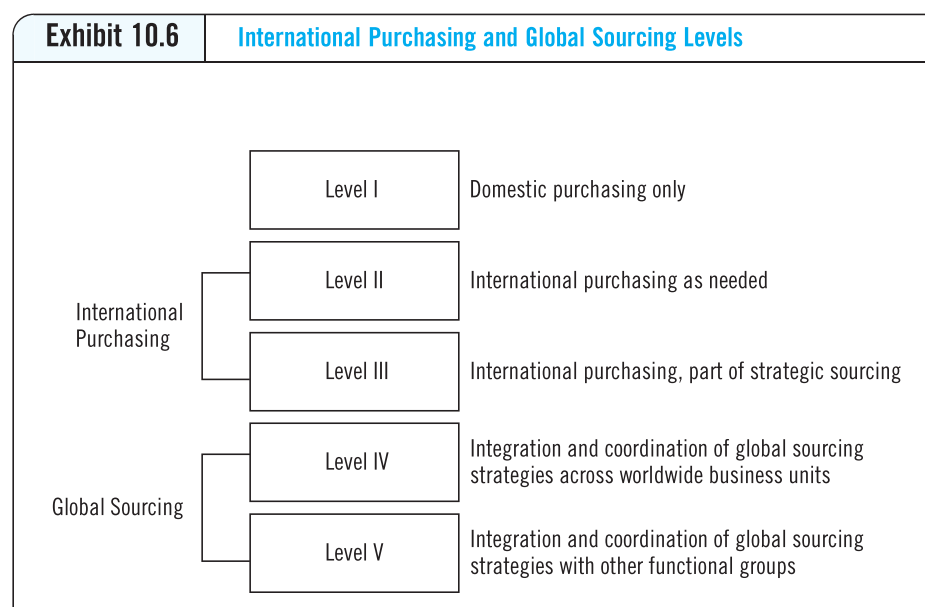 Exhibit 10.6
International Purchasing and Global Sourcing Levels
Level I
Domestic purchasing only
International
Purchasing
Level II
International purchasing as needed
Level III
International purchasing, part of strategic sourcing
Global Sourcing
Level IV
Integration and coordination of global sourcing
strategies across worldwide business units
Level V
Integration and coordination of global sourcing
strategies with other functional groups